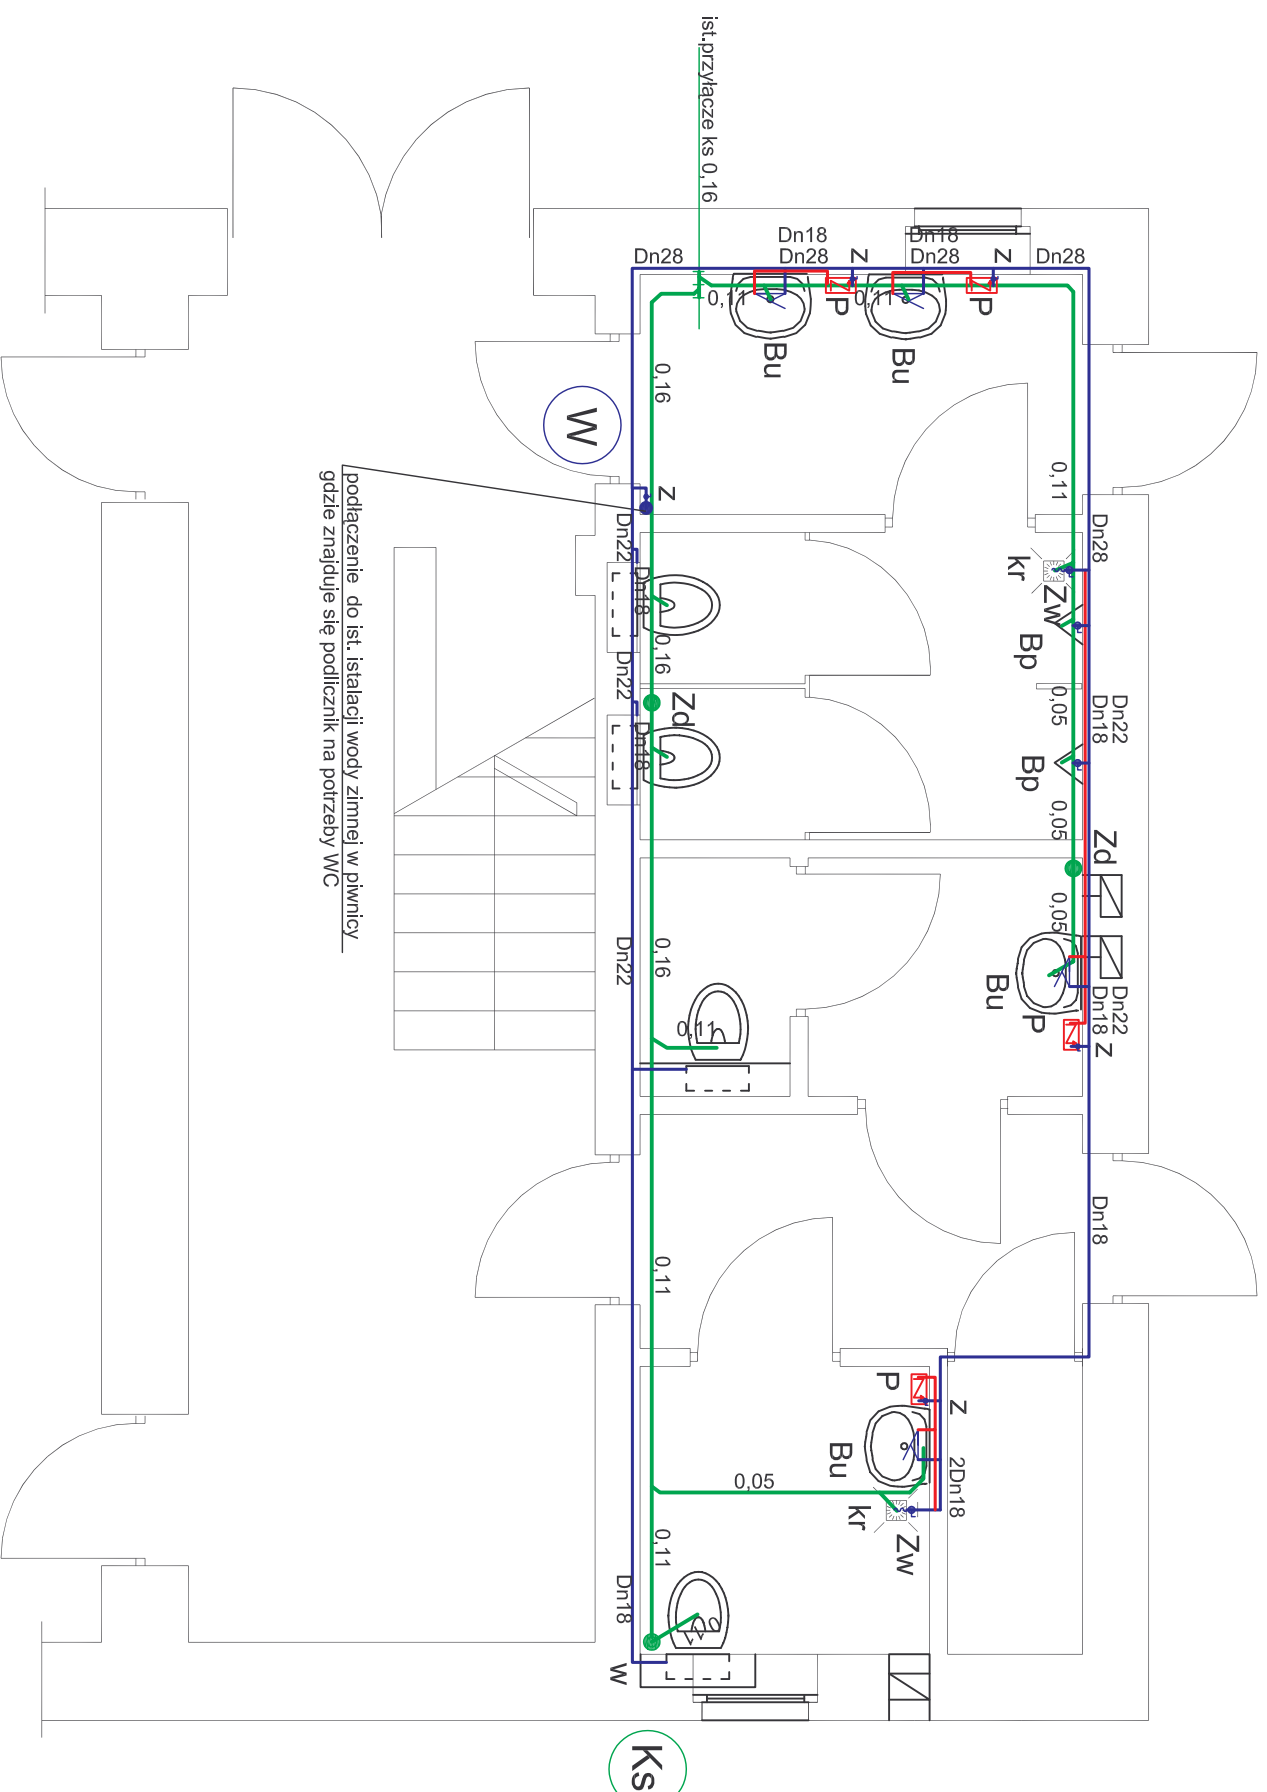 ist.przyłącze ks 0,16
Dn18
Dn18
Dn28
Dn28
Z
Dn28
Z
Dn28
0,11
P
0,11
P
Bu
Bu
0,16
W
0,11
Z
Dn22
Dn28
kr
Zw
Dn18
0,16
Bp
Dn22
Zd
0,05
Dn22
Dn18
Dn18
Bp
0,05
Zd
podłączenie do ist. istalacji wody zimnej w piwnicy
gdzie znajduje się podlicznik na potrzeby WC
0,05
Dn22
0,16
Bu
P
Dn22
Dn18
Z
0,11
Dn18
0,11
P
Z
Bu
0,05
2Dn18
kr
Zw
0,11
Dn18
0,11
W
Ks